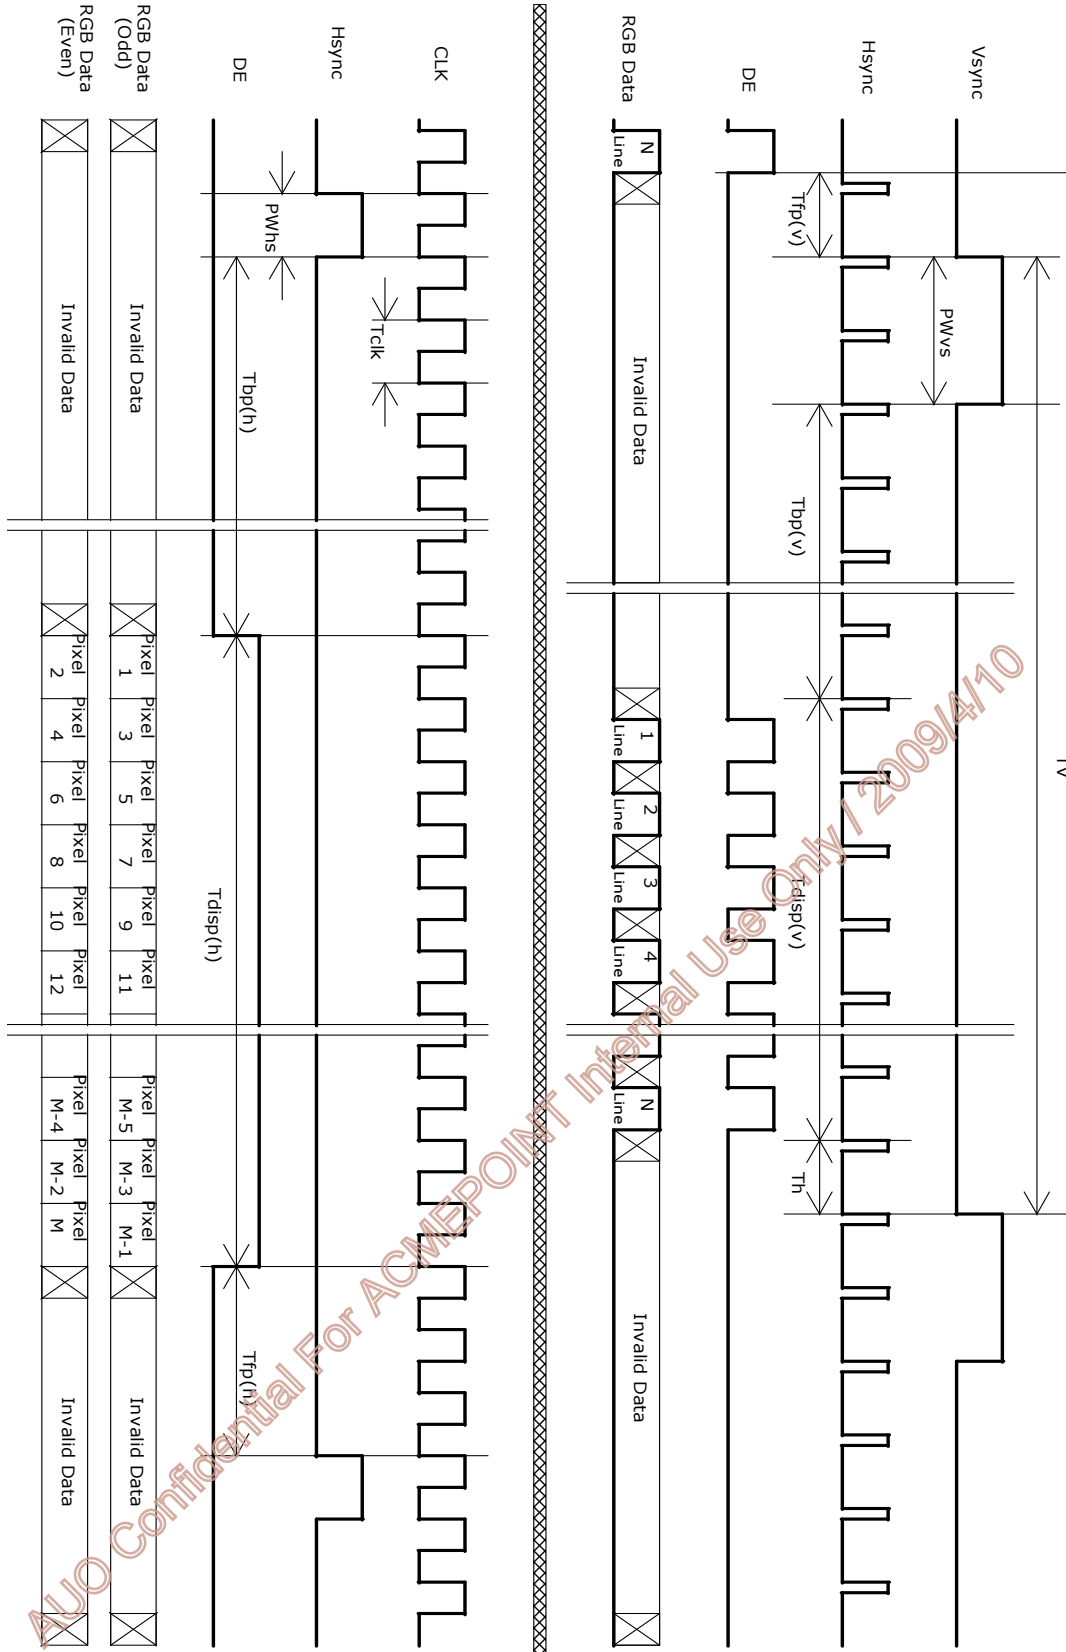 Tv
Vsync
PWvs
Hsync
Tfp(v)
Tbp(v)
Tdisp(v)
Th
DE
RGB Data
N
Line
Invalid Data
1
Line
2
Line
3
Line
4
Line
N
Line
Invalid Data
CLK
Tclk
Hsync
PWhs
DE
Tbp(h)
Tdisp(h)
Tfp(h)
RGB Data
(Odd)
Invalid Data
Pixel Pixel Pixel Pixel Pixel Pixel
1 3 5 7 9 11
Pixel Pixel Pixel
M-5 M-3 M-1
Invalid Data
RGB Data
(Even)
Invalid Data
Pixel Pixel Pixel Pixel Pixel Pixel
2 4 6 8 10 12
Pixel Pixel Pixel
M-4 M-2 M
Invalid Data
AUO Confidential For ACMEPOINT Internal Use Only / 2009/4/10